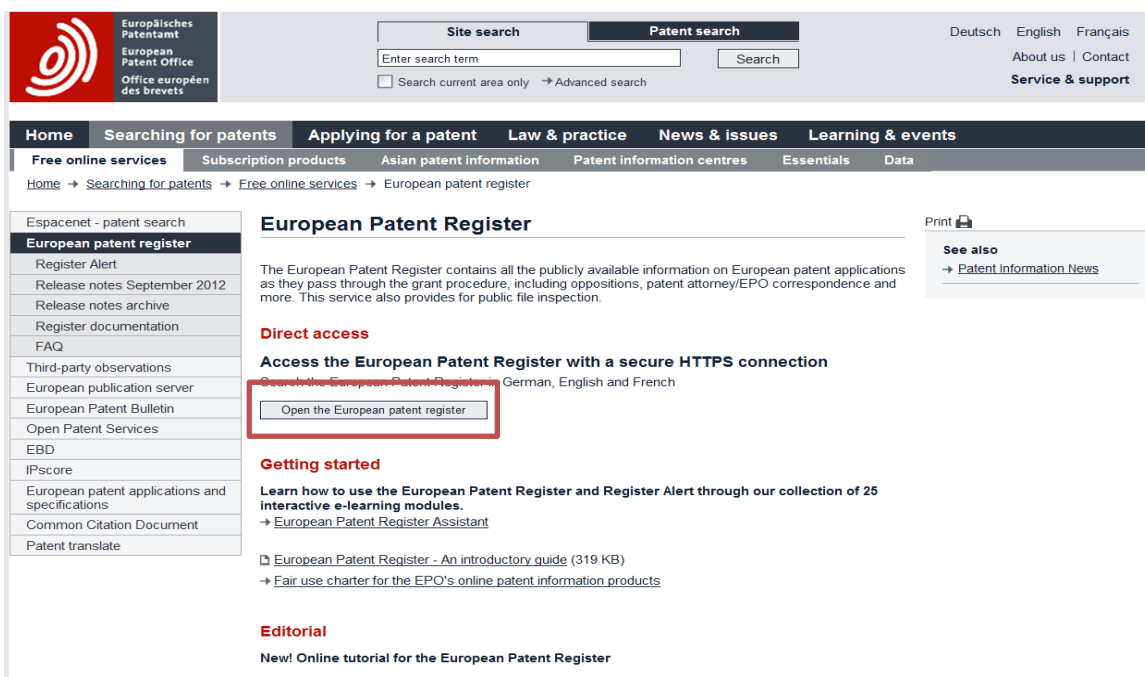 Europäisches
Patentamt
European
Patent Office
Office européen
des brevets
Site search
Patent search
Enter search term
Search
Search current area only → Advanced search
Deutsch English Français
About us | Contact
Service & support
Home Searching for patents Applying for a patent Law & practice News & issues Learning & events
Free online services Subscription products Asian patent information Patent information centres Essentials Data
Home → Searching for patents → Free online services → European patent register
Espacenet - patent search
European patent register
Register Alert
Release notes September 2012
Release notes archive
Register documentation
FAQ
Third-party observations
European publication server
European Patent Bulletin
Open Patent Services
EBD
IPscore
European patent applications and
specifications
Common Citation Document
Patent translate
European Patent Register
The European Patent Register contains all the publicly available information on European patent applications
as they pass through the grant procedure, including oppositions, patent attorney/EPO correspondence and
more. This service also provides for public file inspection.
Direct access
Access the European Patent Register with a secure HTTPS connection
Search the European Patent Register in German, English and French
Open the European patent register
Getting started
Learn how to use the European Patent Register and Register Alert through our collection of 25
interactive e-learning modules.
→ European Patent Register Assistant
European Patent Register - An introductory guide (319 KB)
→ Fair use charter for the EPO's online patent information products
Editorial
New! Online tutorial for the European Patent Register
Print
See also
→ Patent Information News